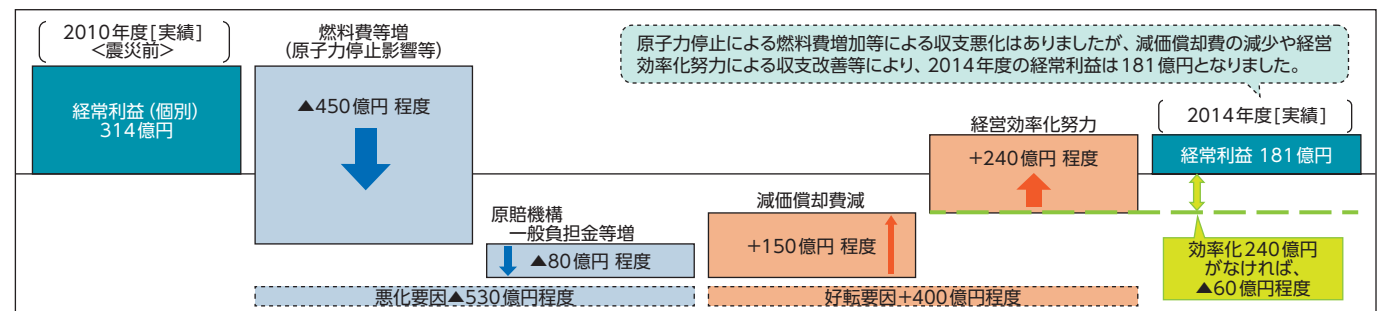 2010年度[実績]
<震災前>
経常利益(個別)
314億円
燃料費等増
(原子力停止影響等)
▲450億円 程度
原賠機構
一般負担金等増
▲80億円 程度
悪化要因▲530億円程度
減価償却費減
+150億円 程度
経営効率化努力
+240億円 程度
好転要因+400億円程度
原子力停止による燃料費増加等による収支悪化はありましたが、減価償却費の減少や経営
効率化努力による収支改善等により、2014年度の経常利益は181億円となりました。
2014年度[実績]
経常利益 181億円
効率化240億円
がなければ、
▲60億円程度